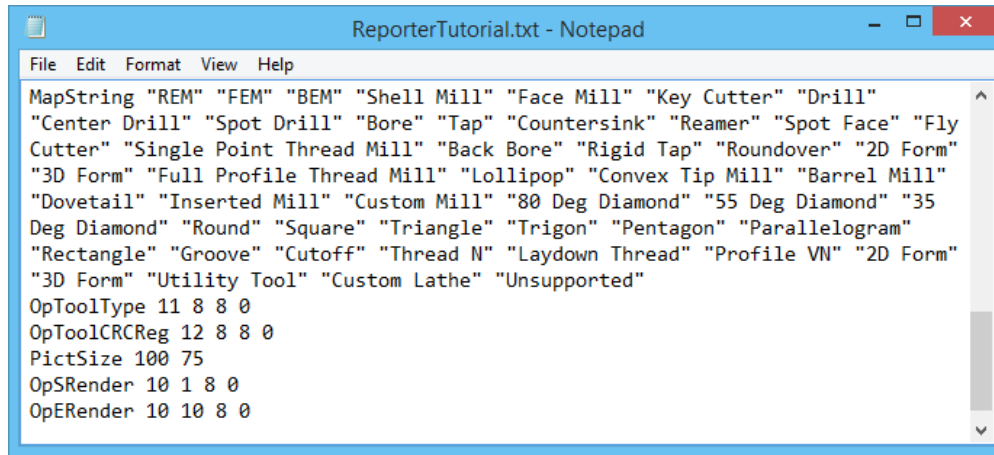 ReporterTutorial.txt - Notepad
File Edit Format View Help
MapString "REM" "FEM" "BEM" "Shell Mill" "Face Mill" "Key Cutter" "Drill"
"Center Drill" "Spot Drill" "Bore" "Tap" "Countersink" "Reamer" "Spot Face" "Fly
Cutter" "Single Point Thread Mill" "Back Bore" "Rigid Tap" "Roundover" "2D Form"
"3D Form" "Full Profile Thread Mill" "Lollipop" "Convex Tip Mill" "Barrel Mill"
"Dovetail" "Inserted Mill" "Custom Mill" "80 Deg Diamond" "55 Deg Diamond" "35
Deg Diamond" "Round" "Square" "Triangle" "Trigon" "Pentagon" "Parallelogram"
"Rectangle" "Groove" "Cutoff" "Thread N" "Laydown Thread" "Profile VN" "2D Form"
"3D Form" "Utility Tool" "Custom Lathe" "Unsupported"
OpToolType 11 8 8 0
OpToolCRCReg 12 8 8 0
PictSize 100 75
OpSRender 10 1 8 0
OpERender 10 10 8 0